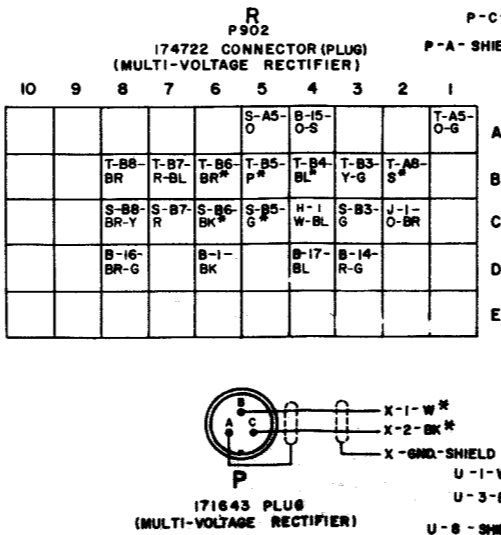 R
P902
174722 CONNECTOR (PLUG)
(MULTI-VOLTAGE RECTIFIER)
P-C-
P-A-SHIE
10 9 8 7 6 5 4 3 2 1
S-A5-O B-15-O-S T-A5-O-G A
T-B8-BR T-B7-R-BL T-B6-BR* T-B5-P* T-B4-BL* T-B3-Y-G T-A8-S* B
S-B8-BR-Y S-B7-R S-B6-BK* S-B5-G* H-1 W-BL S-B3-G J-1-O-BR C
B-16-BR-G B-1-BK B-17-BL B-14-R-G D
E
B
A C
X-1-W*
X-2-BK*
X-GND-SHIELD
P
171643 PLUG
(MULTI-VOLTAGE RECTIFIER)
U-1-
U-3-
U-8-